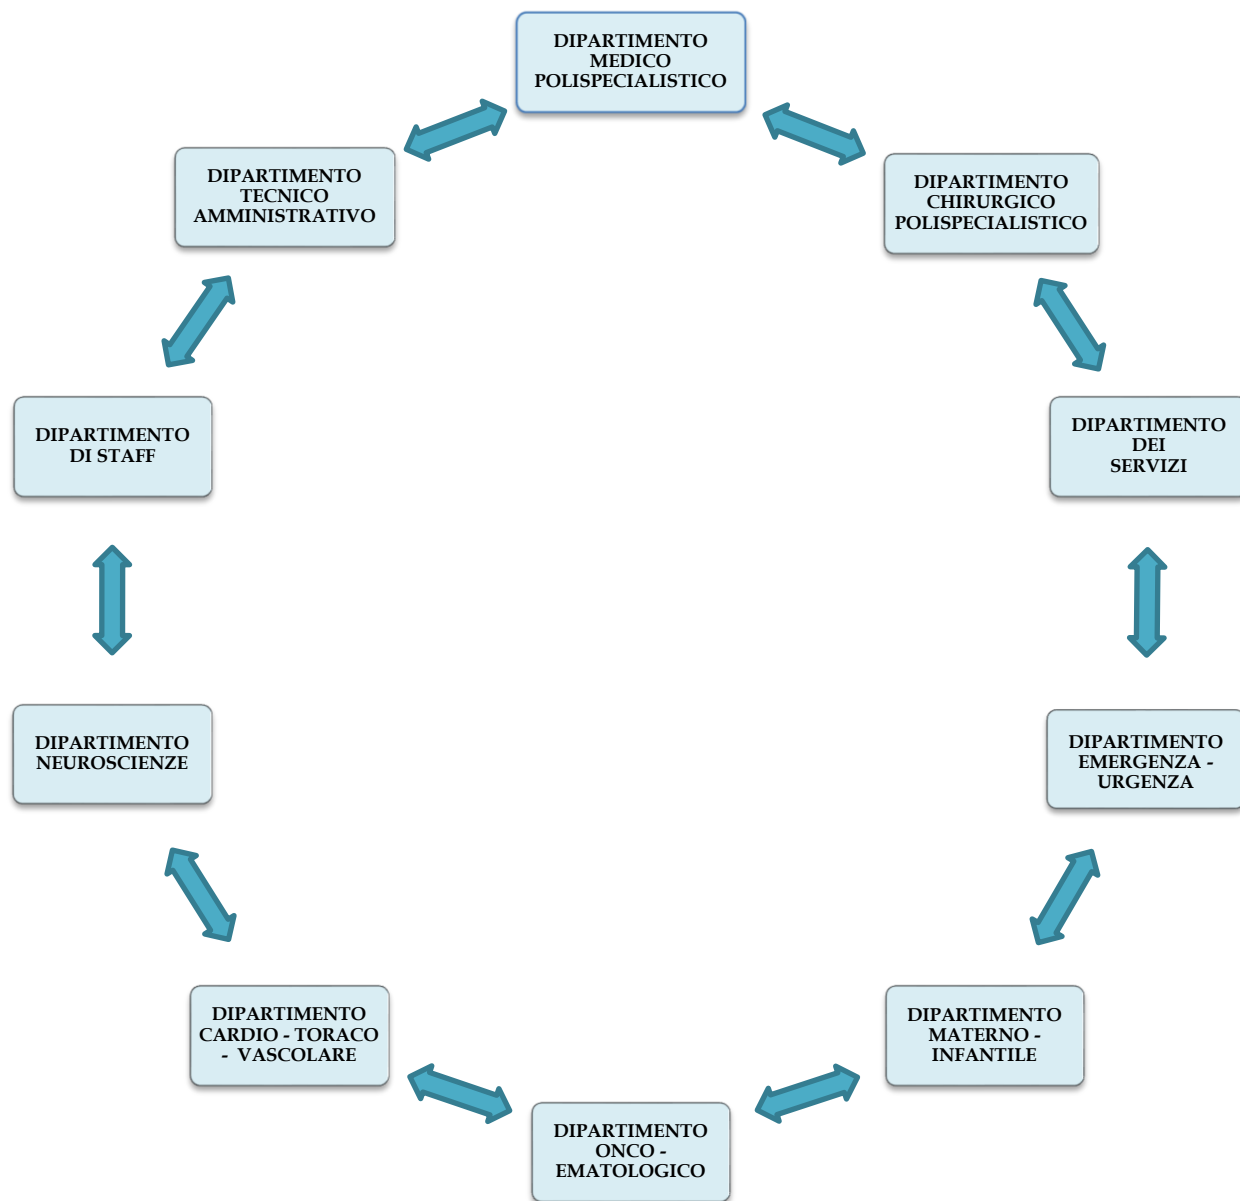 DIPARTIMENTO
MEDICO
POLISPECIALISTICO
DIPARTIMENTO
TECNICO
AMMINISTRATIVO
DIPARTIMENTO
CHIRURGICO
POLISPECIALISTICO
DIPARTIMENTO
DI STAFF
DIPARTIMENTO
DEI
SERVIZI
DIPARTIMENTO
NEUROSCIENZE
DIPARTIMENTO
EMERGENZA -
URGENZA
DIPARTIMENTO
CARDIO - TORACO
- VASCOLARE
DIPARTIMENTO
MATERNO -
INFANTILE
DIPARTIMENTO
ONCO -
EMATOLOGICO